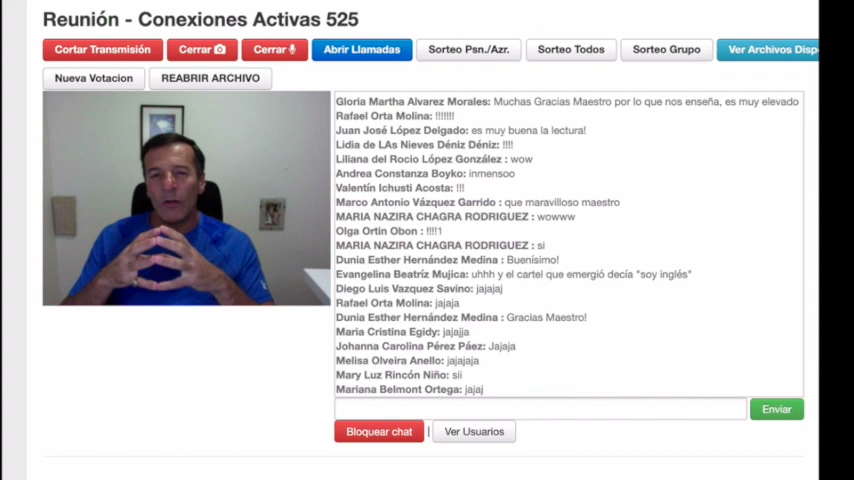 Reunión - Conexiones Activas 525
Cortar Transmisión Cerrar Cerrar Abrir Llamadas Sorteo Psn./Azr. Sorteo Todos Sorteo Grupo Ver Archivos
Nueva Votacion REABRIR ARCHIVO
Gloria Martha Alvarez Morales: Muchas Gracias Maestro por lo que nos enseña, es muy elevado
Rafael Orta Molina: !!!!!!!
Juan José López Delgado: es muy buena la lectura!
Lidia de LAs Nieves Déniz Déniz: !!!!
Liliana del Rocio López González : wow
Andrea Constanza Boyko: inmensoo
Valentín Ichusti Acosta: !!!
Marco Antonio Vázquez Garrido : que maravilloso maestro
MARIA NAZIRA CHAGRA RODRIGUEZ : wowww
Olga Ortin Obon : !!!!1
MARIA NAZIRA CHAGRA RODRIGUEZ : si
Dunia Esther Hernández Medina : Buenísimo!
Evangelina Beatríz Mujica: uhhh y el cartel que emergió decía "soy inglés"
Diego Luis Vazquez Savino: jajajaj
Rafael Orta Molina: jajaja
Dunia Esther Hernández Medina : Gracias Maestro!
Maria Cristina Egidy: jajajja
Johanna Carolina Pérez Páez: Jajaja
Melisa Olveira Anello: jajajaja
Mary Luz Rincón Niño: sii
Mariana Belmont Ortega: jajaj
Enviar
Bloquear chat | Ver Usuarios